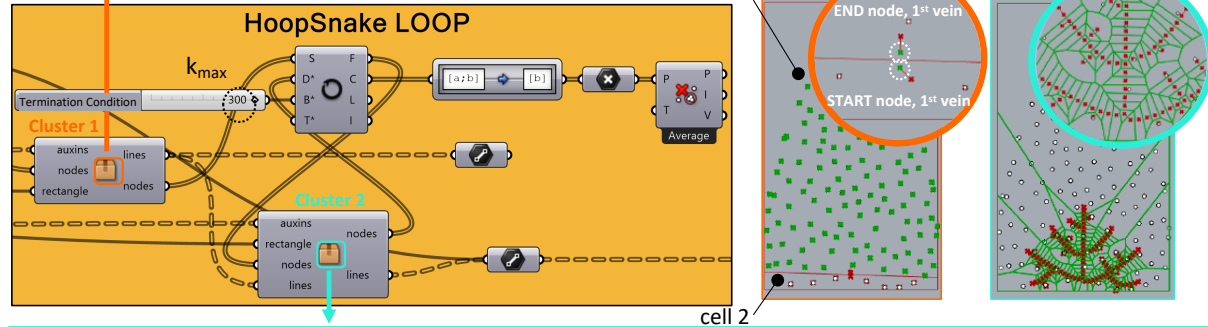 HoopSnake LOOP
kmax
Termination Condition
300
S
D*
B*
T*
F
C
L
I
[a;b]
[b]
P
T
P
I
V
Average
Cluster 1
auxins
nodes
rectangle
lines
nodes
Cluster 2
auxins
rectangle
nodes
lines
nodes
lines
END node, 1st vein
START node, 1st vein
cell 2